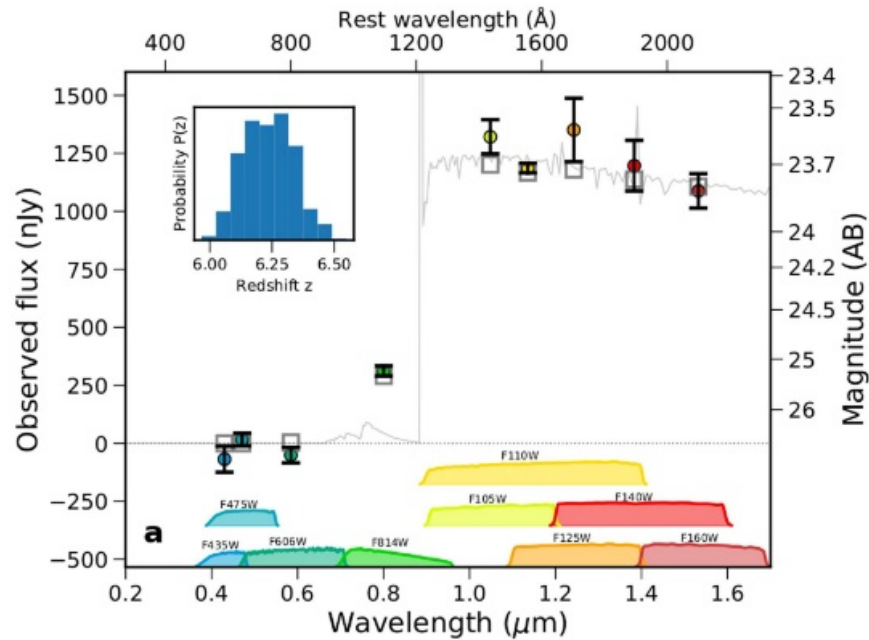 Rest wavelength (Å)
400 800 1200 1600 2000
Observed flux (nJy)
1500
1250
1000
750
500
250
0
−250
−500
23.4
23.5
23.7
24
24.2
24.5
25
26
Magnitude (AB)
Probability P(z)
6.00 6.25 6.50
Redshift z
F110W
F475W
F105W
F140W
a
F435W
F606W
F814W
F125W
F160W
0.2 0.4 0.6 0.8 1.0 1.2 1.4 1.6
Wavelength (μm)